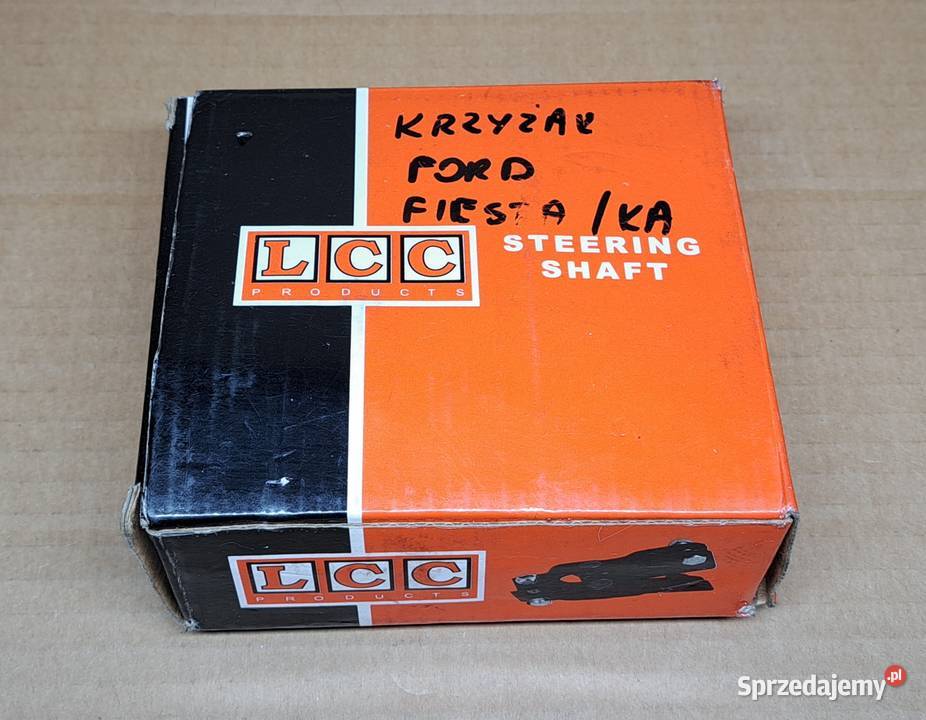 KRZYŻAK
FORD
FIESTA /KA
STEERING
SHAFT
LCC
PRODUCTS
LCC
PRODUCTS
Sprzedajemy.pl